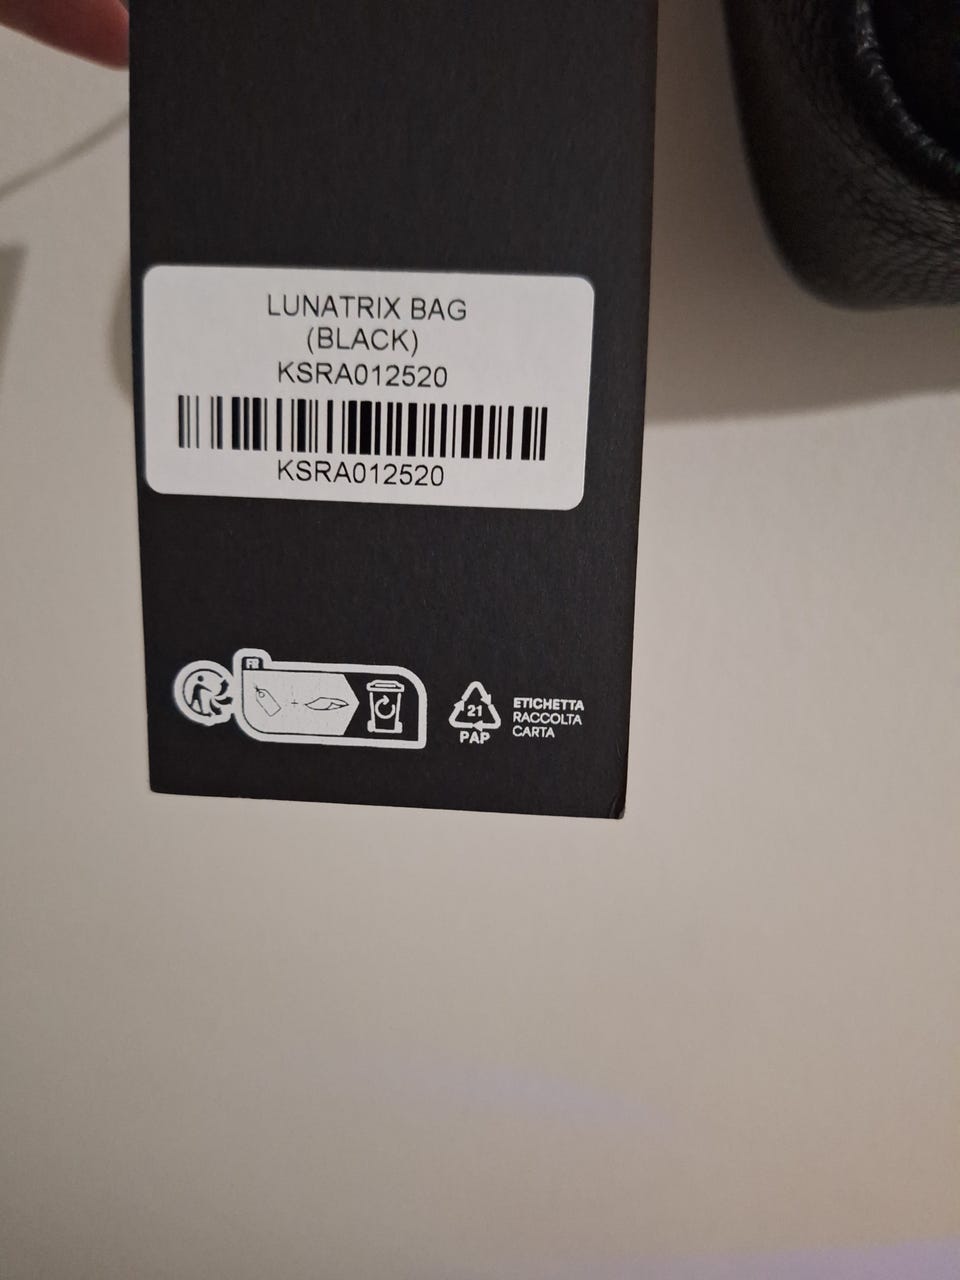 LUNATRIX BAG
(BLACK)
KSRA012520
KSRA012520
FR
21
PAP
ETICHETTA
RACCOLTA
CARTA